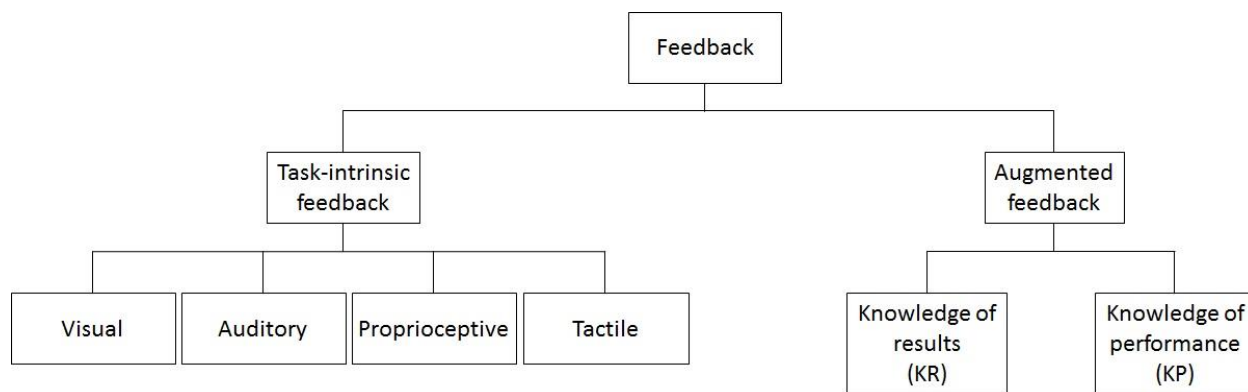 Feedback
Task-intrinsic
feedback
Augmented
feedback
Visual
Auditory
Proprioceptive
Tactile
Knowledge of
results
(KR)
Knowledge of
performance
(KP)